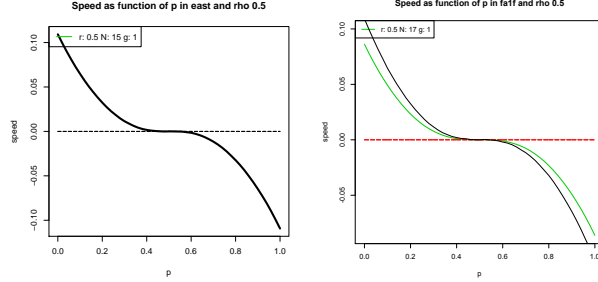 Speed as function of p in east and rho 0.5
r: 0.5 N: 15 g: 1
speed
0.10
0.05
0.00
−0.05
−0.10
0.0 0.2 0.4 0.6 0.8 1.0
p
Speed as function of p in fa1f and rho 0.5
r: 0.5 N: 17 g: 1
speed
0.10
0.05
0.00
−0.05
0.0 0.2 0.4 0.6 0.8 1.0
p